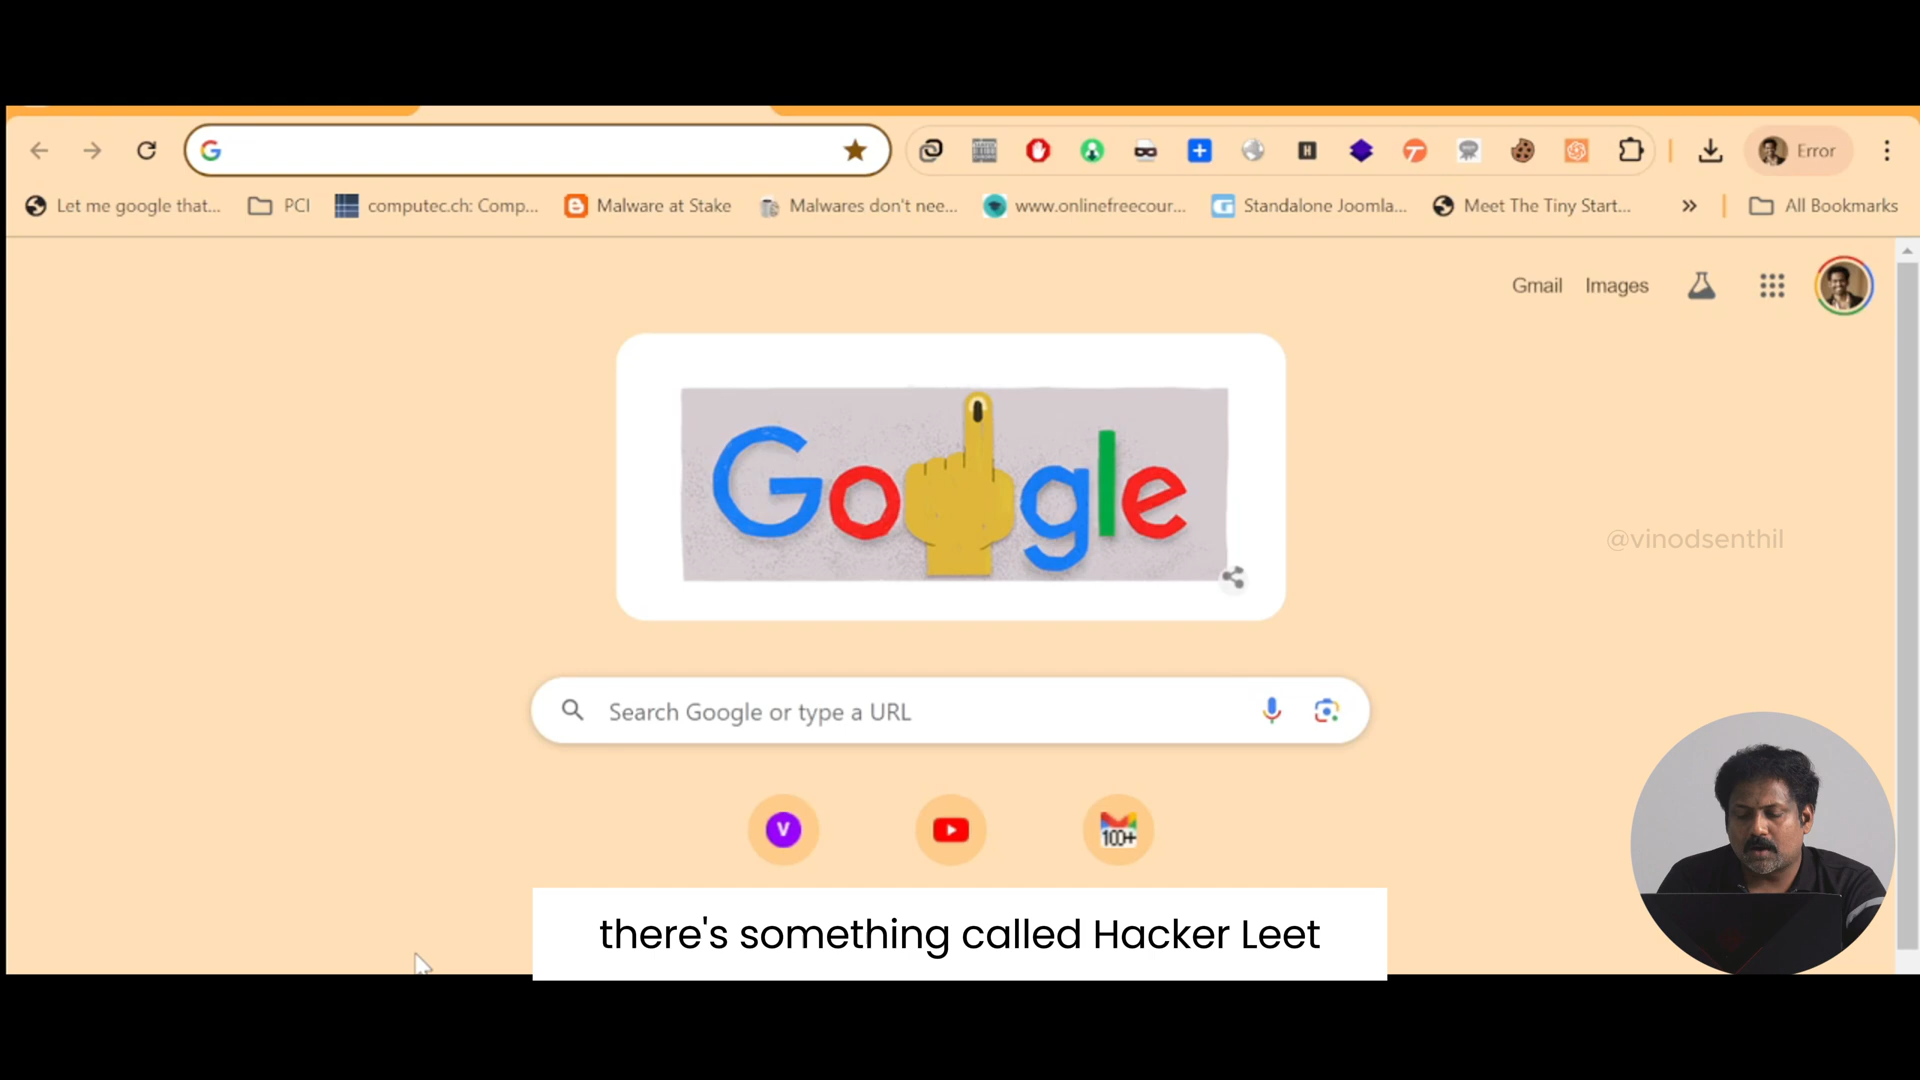 Error
Let me google that...
PCI
computec.ch: Comp...
Malware at Stake
Malwares don't nee...
www.onlinefreecour...
Standalone Joomla...
Meet The Tiny Start...
All Bookmarks
Gmail
Images
Google
@vinodsenthil
Search Google or type a URL
V
100+
there's something called Hacker Leet